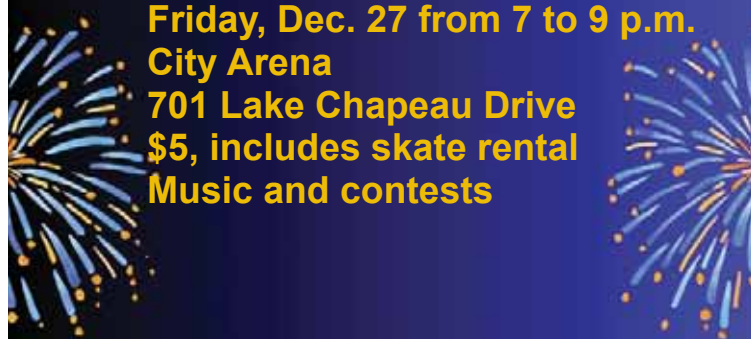 Friday, Dec. 27 from 7 to 9 p.m.
City Arena
701 Lake Chapeau Drive
$5, includes skate rental
Music and contests